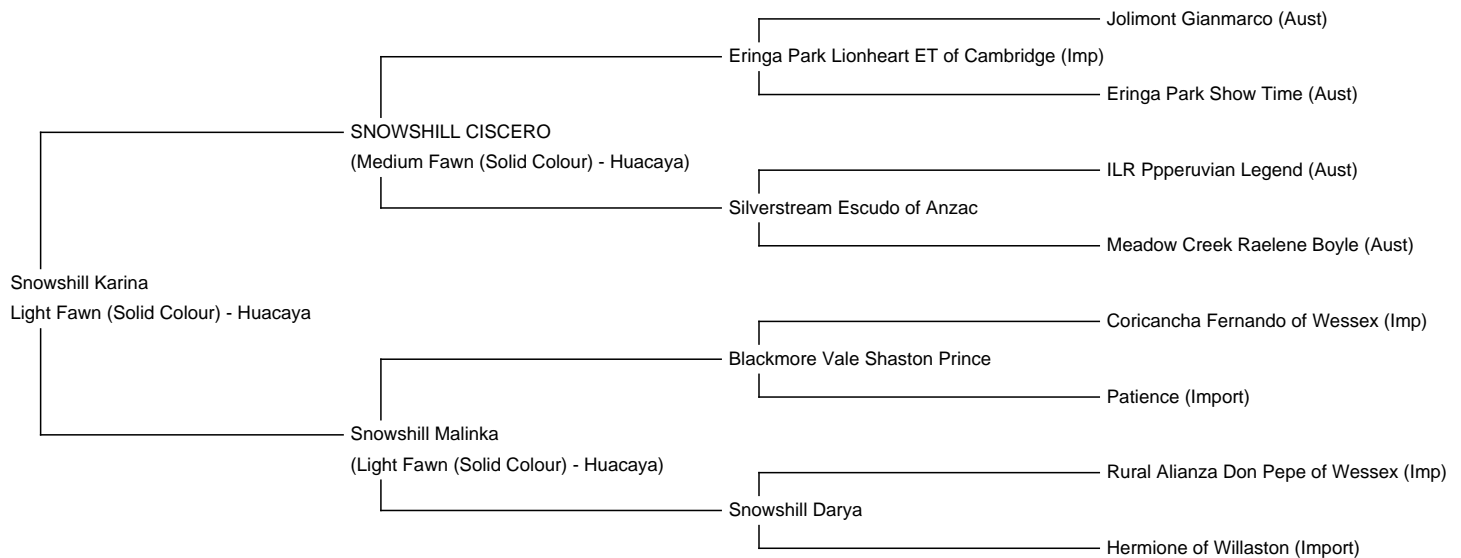 Jolimont Gianmarco (Aust)
Eringa Park Lionheart ET of Cambridge (Imp)
Eringa Park Show Time (Aust)
SNOWSHILL CISCERO
(Medium Fawn (Solid Colour) - Huacaya)
ILR Ppperuvian Legend (Aust)
Silverstream Escudo of Anzac
Meadow Creek Raelene Boyle (Aust)
Snowshill Karina
Light Fawn (Solid Colour) - Huacaya
Coricancha Fernando of Wessex (Imp)
Blackmore Vale Shaston Prince
Patience (Import)
Snowshill Malinka
(Light Fawn (Solid Colour) - Huacaya)
Rural Alianza Don Pepe of Wessex (Imp)
Snowshill Darya
Hermione of Willaston (Import)